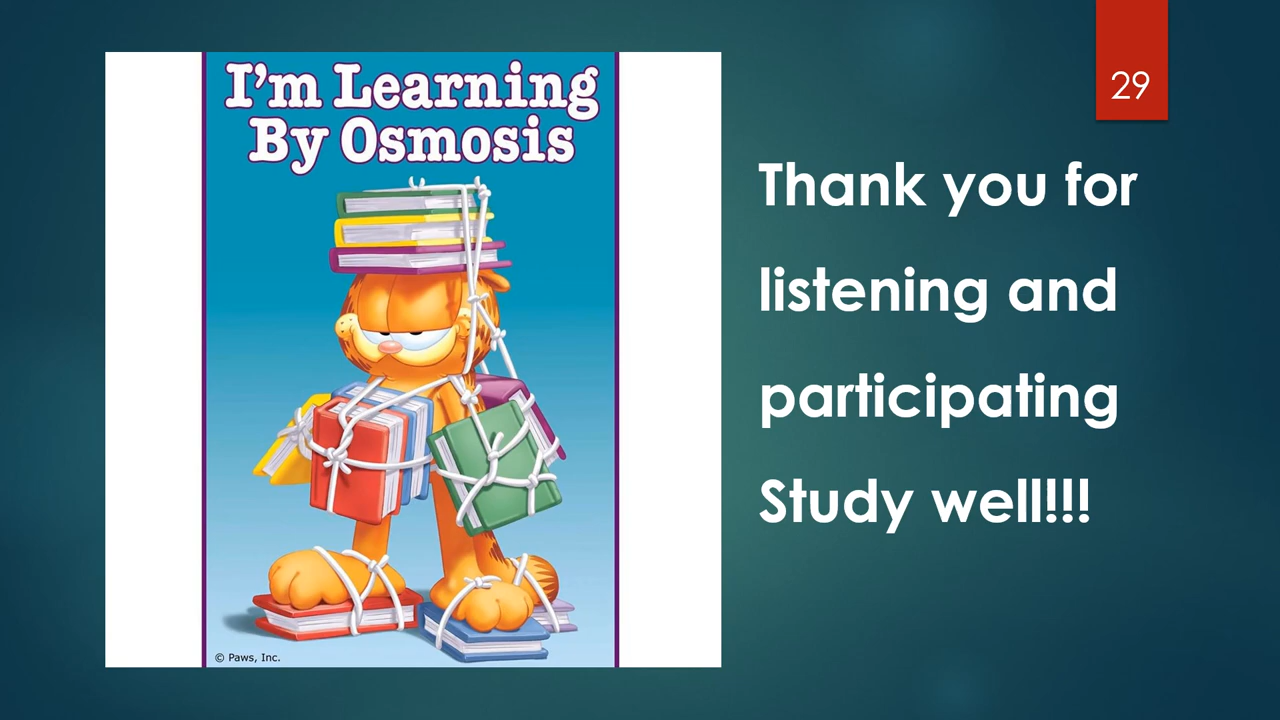 I'm Learning
By Osmosis
© Paws, Inc.
29
Thank you for
listening and
participating
Study well!!!